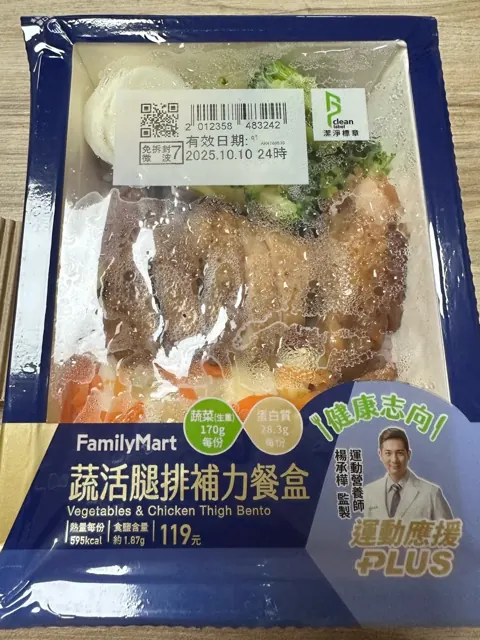 2 012358 483242
有效日期:
免拆封
微波
7
2025.10.10 24時
clean
label
潔淨標章
蔬菜(生重)
170g
每份
蛋白質
28.3g
每份
健康志向
FamilyMart
蔬活腿排補力餐盒
Vegetables & Chicken Thigh Bento
熱量每份
595kcal
食鹽含量
約1.87g
119元
運動營養師
楊承樺 監製
運動應援
PLUS